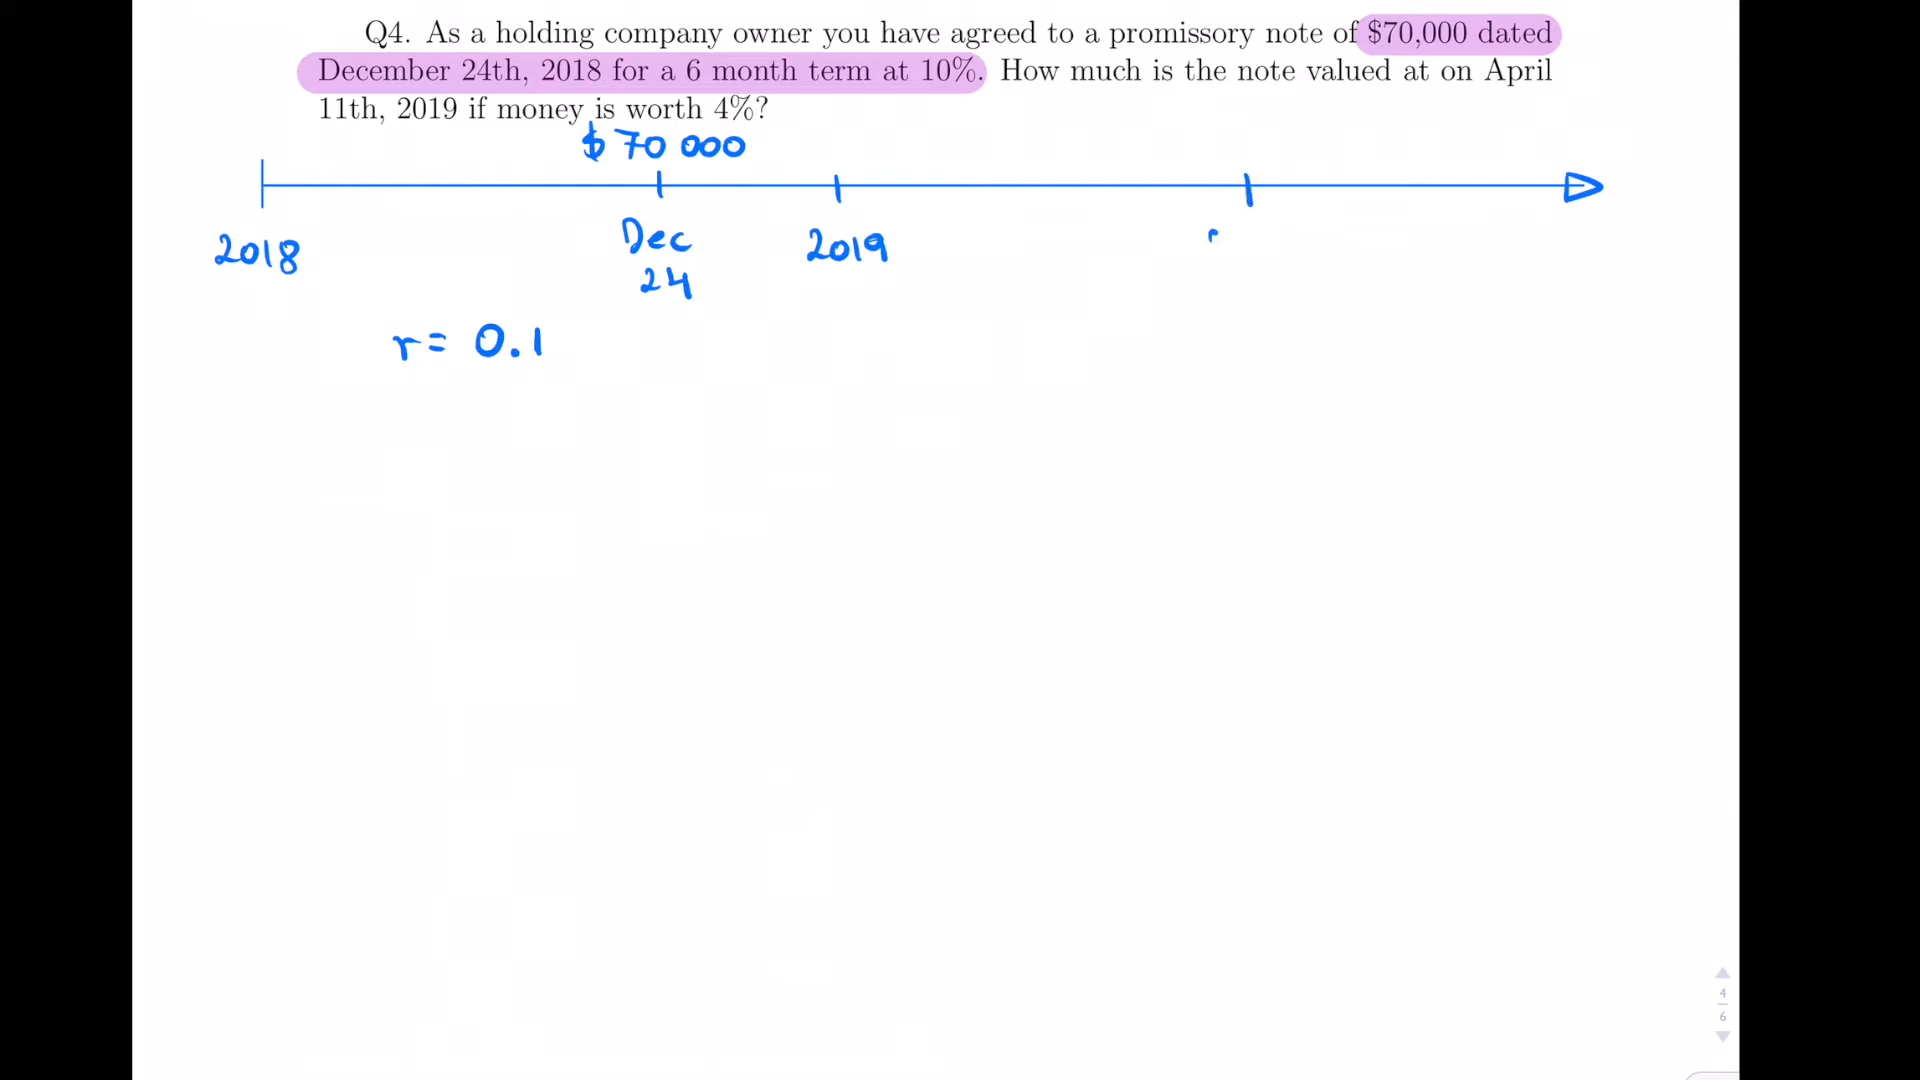 Q4. As a holding company owner you have agreed to a promissory note of $70,000 dated
December 24th, 2018 for a 6 month term at 10%. How much is the note valued at on April
11th, 2019 if money is worth 4%?
$ 70 000
2018
Dec
24
2019
r = 0.1
4
6